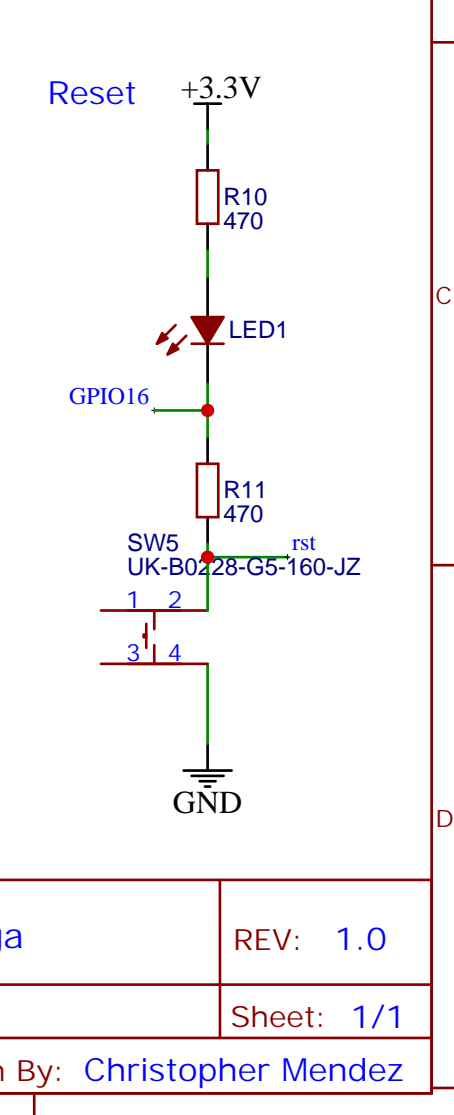 Reset
+3.3V
R10
470
C
LED1
GPIO16
R11
470
SW5
rst
UK-B0228-G5-160-JZ
1 2
3 4
GND
D
REV: 1.0
Sheet: 1/1
By: Christopher Mendez